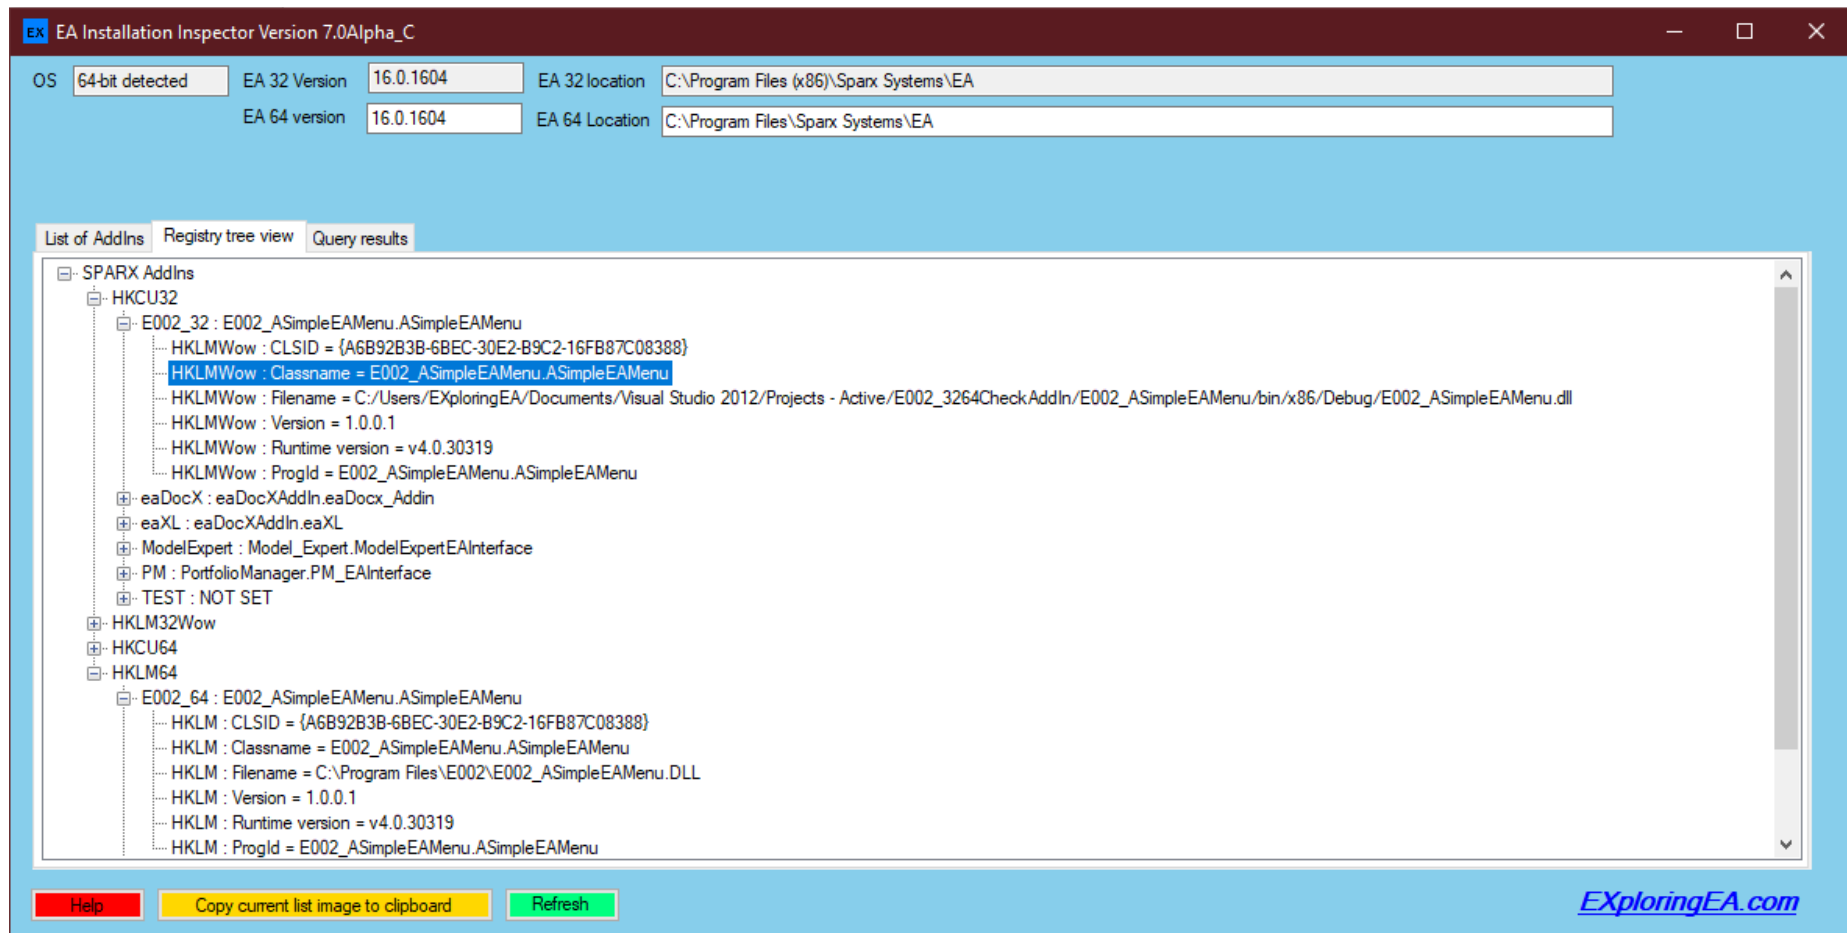 EX EA Installation Inspector Version 7.0Alpha_C
OS 64-bit detected EA 32 Version 16.0.1604 EA 32 location C:\Program Files (x86)\Sparx Systems\EA
EA 64 version 16.0.1604 EA 64 Location C:\Program Files\Sparx Systems\EA
List of AddIns Registry tree view Query results
SPARX AddIns
HKCU32
E002_32 : E002_ASimpleEAMenu.ASimpleEAMenu
HKLMWow : CLSID = {A6B92B3B-6BEC-30E2-B9C2-16FB87C08388}
HKLMWow : Classname = E002_ASimpleEAMenu.ASimpleEAMenu
HKLMWow : Filename = C:/Users/EXploringEA/Documents/Visual Studio 2012/Projects - Active/E002_3264CheckAddIn/E002_ASimpleEAMenu/bin/x86/Debug/E002_ASimpleEAMenu.dll
HKLMWow : Version = 1.0.0.1
HKLMWow : Runtime version = v4.0.30319
HKLMWow : ProgId = E002_ASimpleEAMenu.ASimpleEAMenu
eaDocX : eaDocXAddIn.eaDocx_Addin
eaXL : eaDocXAddIn.eaXL
ModelExpert : Model_Expert.ModelExpertEAInterface
PM : PortfolioManager.PM_EAInterface
TEST : NOT SET
HKLM32Wow
HKCU64
HKLM64
E002_64 : E002_ASimpleEAMenu.ASimpleEAMenu
HKLM : CLSID = {A6B92B3B-6BEC-30E2-B9C2-16FB87C08388}
HKLM : Classname = E002_ASimpleEAMenu.ASimpleEAMenu
HKLM : Filename = C:\Program Files\E002\E002_ASimpleEAMenu.DLL
HKLM : Version = 1.0.0.1
HKLM : Runtime version = v4.0.30319
HKLM : ProgId = E002_ASimpleEAMenu.ASimpleEAMenu
Help Copy current list image to clipboard Refresh EXploringEA.com